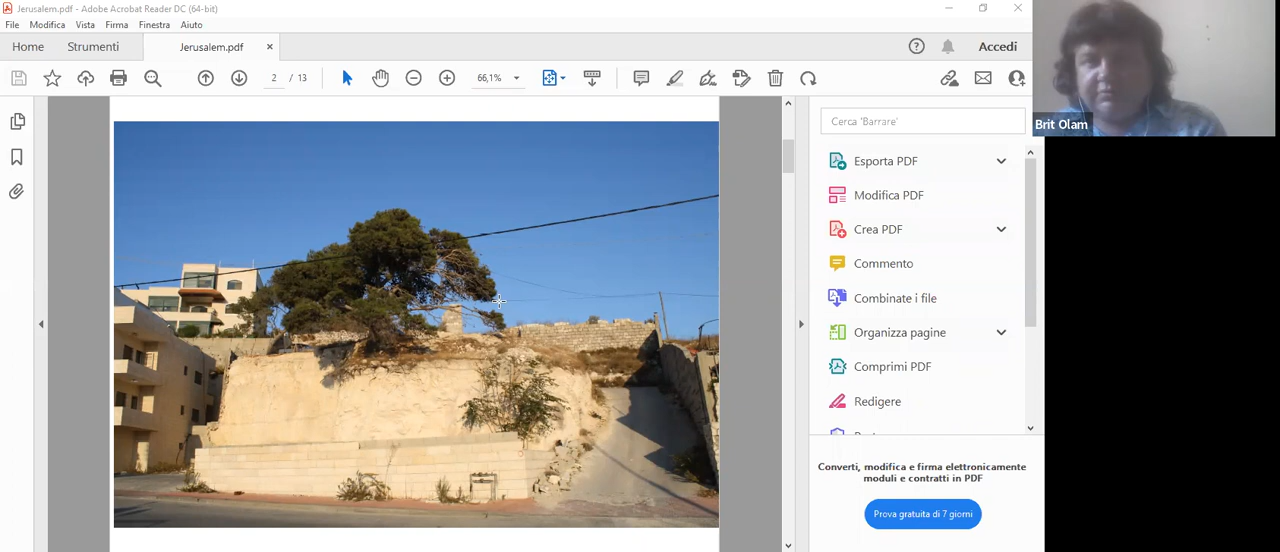 Jerusalem.pdf - Adobe Acrobat Reader DC (64-bit)
File Modifica Vista Firma Finestra Aiuto
Home Strumenti Jerusalem.pdf Accedi
2 / 13 66,1%
Brit Olam
Cerca 'Barrare'
Esporta PDF
Modifica PDF
Crea PDF
Commento
Combinate i file
Organizza pagine
Comprimi PDF
Redigere
Converti, modifica e firma elettronicamente
moduli e contratti in PDF
Prova gratuita di 7 giorni